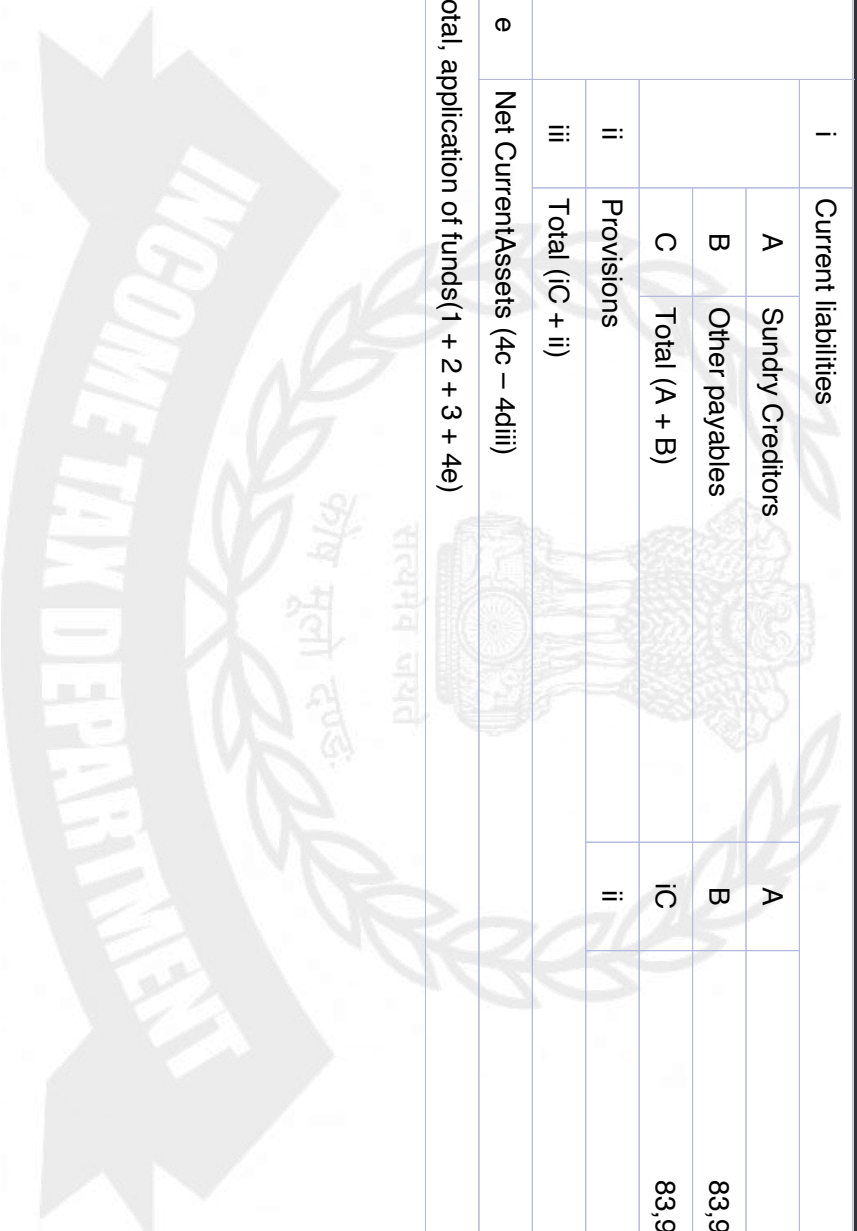 i Current liabilities
A Sundry Creditors A
B Other payables B 83,9
C Total (A + B) iC 83,9
ii Provisions ii
iii Total (iC + ii)
e Net CurrentAssets (4c – 4diii)
otal, application of funds(1 + 2 + 3 + 4e)
सत्यमेव जयते
कोष मूलो दण्डः
INCOME TAX DEPARTMENT